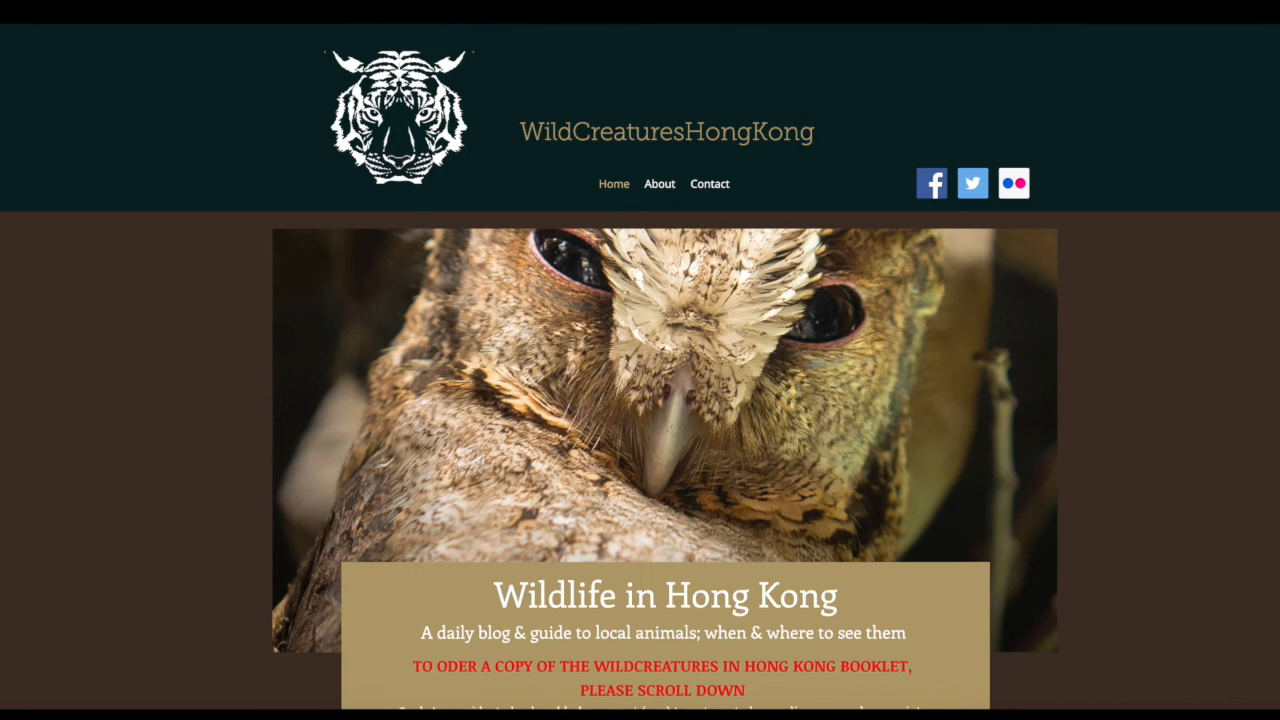 WildCreaturesHongKong
Home About Contact
Wildlife in Hong Kong
A daily blog & guide to local animals; when & where to see them
TO ODER A COPY OF THE WILDCREATURES IN HONG KONG BOOKLET,
PLEASE SCROLL DOWN